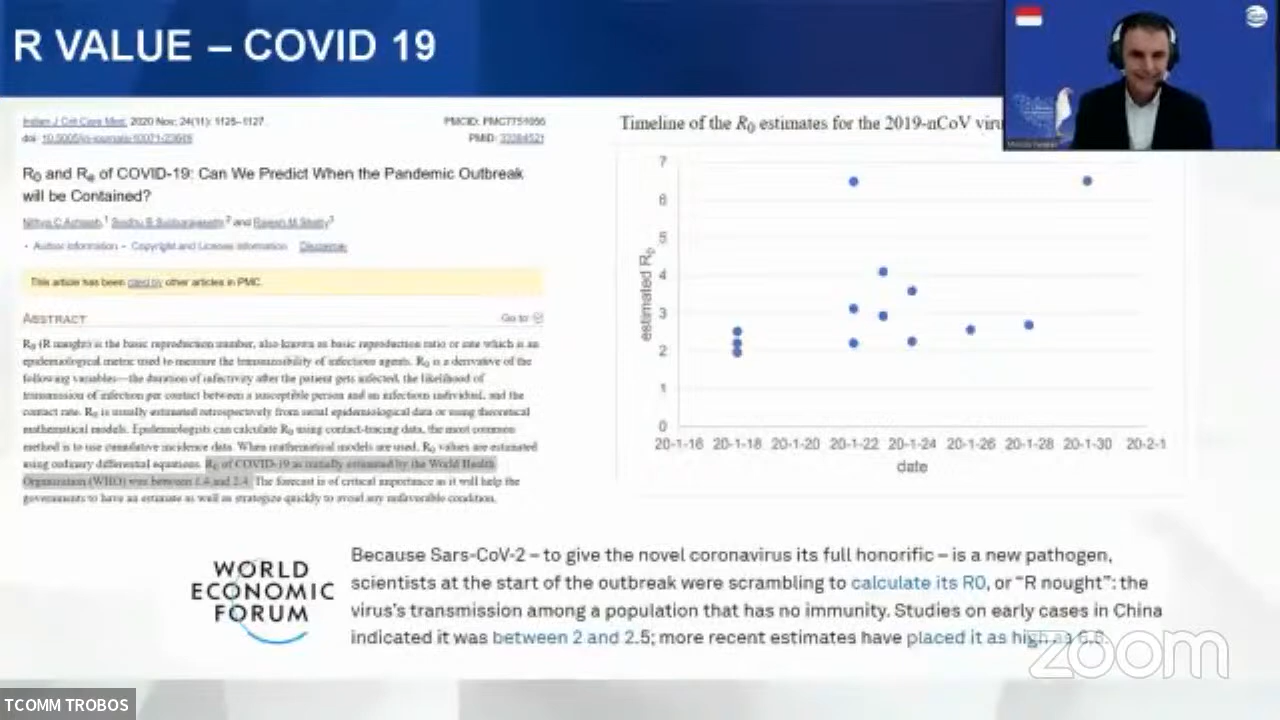 R VALUE – COVID 19
Indian J Crit Care Med. 2020 Nov; 24(11): 1125–1127.
PMCID: PMC7751056
doi: 10.5005/jp-journals-10071-23649
PMID:
R0 and Re of COVID-19: Can We Predict When the Pandemic Outbreak
will be Contained?
and
Author information Copyright and License information Disclaimer
This article has been cited by other articles in PMC.
ABSTRACT
Go to:
R0 (R naught) is the basic reproduction number, also known as basic reproduction ratio or rate which is an
epidemiological metric used to measure the transmissibility of infectious agents. R0 is a derivative of the
following variables—the duration of infectivity after the patient gets infected, the likelihood of
transmission of infection per contact between a susceptible person and an infectious individual, and the
contact rate. R0 is usually estimated retrospectively from serial epidemiological data or using theoretical
mathematical models. Epidemiologists can calculate R0 using contact-tracing data, the most common
method is to use cumulative incidence data. When mathematical models are used, R0 values are estimated
using ordinary differential equations. R0 of COVID-19 as initially estimated by the World Health
Organization (WHO) was between 1.4 and 2.4. The forecast is of critical importance as it will help the
governments to have an estimate as well as strategize quickly to avoid any unfavorable condition.
Timeline of the R0 estimates for the 2019-nCoV viru
7
6
5
4
3
2
1
0
estimated R0
20-1-16 20-1-18 20-1-20 20-1-22 20-1-24 20-1-26 20-1-28 20-1-30 20-2-1
date
WORLD
ECONOMIC
FORUM
Because Sars-CoV-2 – to give the novel coronavirus its full honorific – is a new pathogen,
scientists at the start of the outbreak were scrambling to calculate its R0, or “R nought”: the
virus’s transmission among a population that has no immunity. Studies on early cases in China
indicated it was between 2 and 2.5; more recent estimates have placed it as high as 6.6.
zoom
TCOMM TROBOS